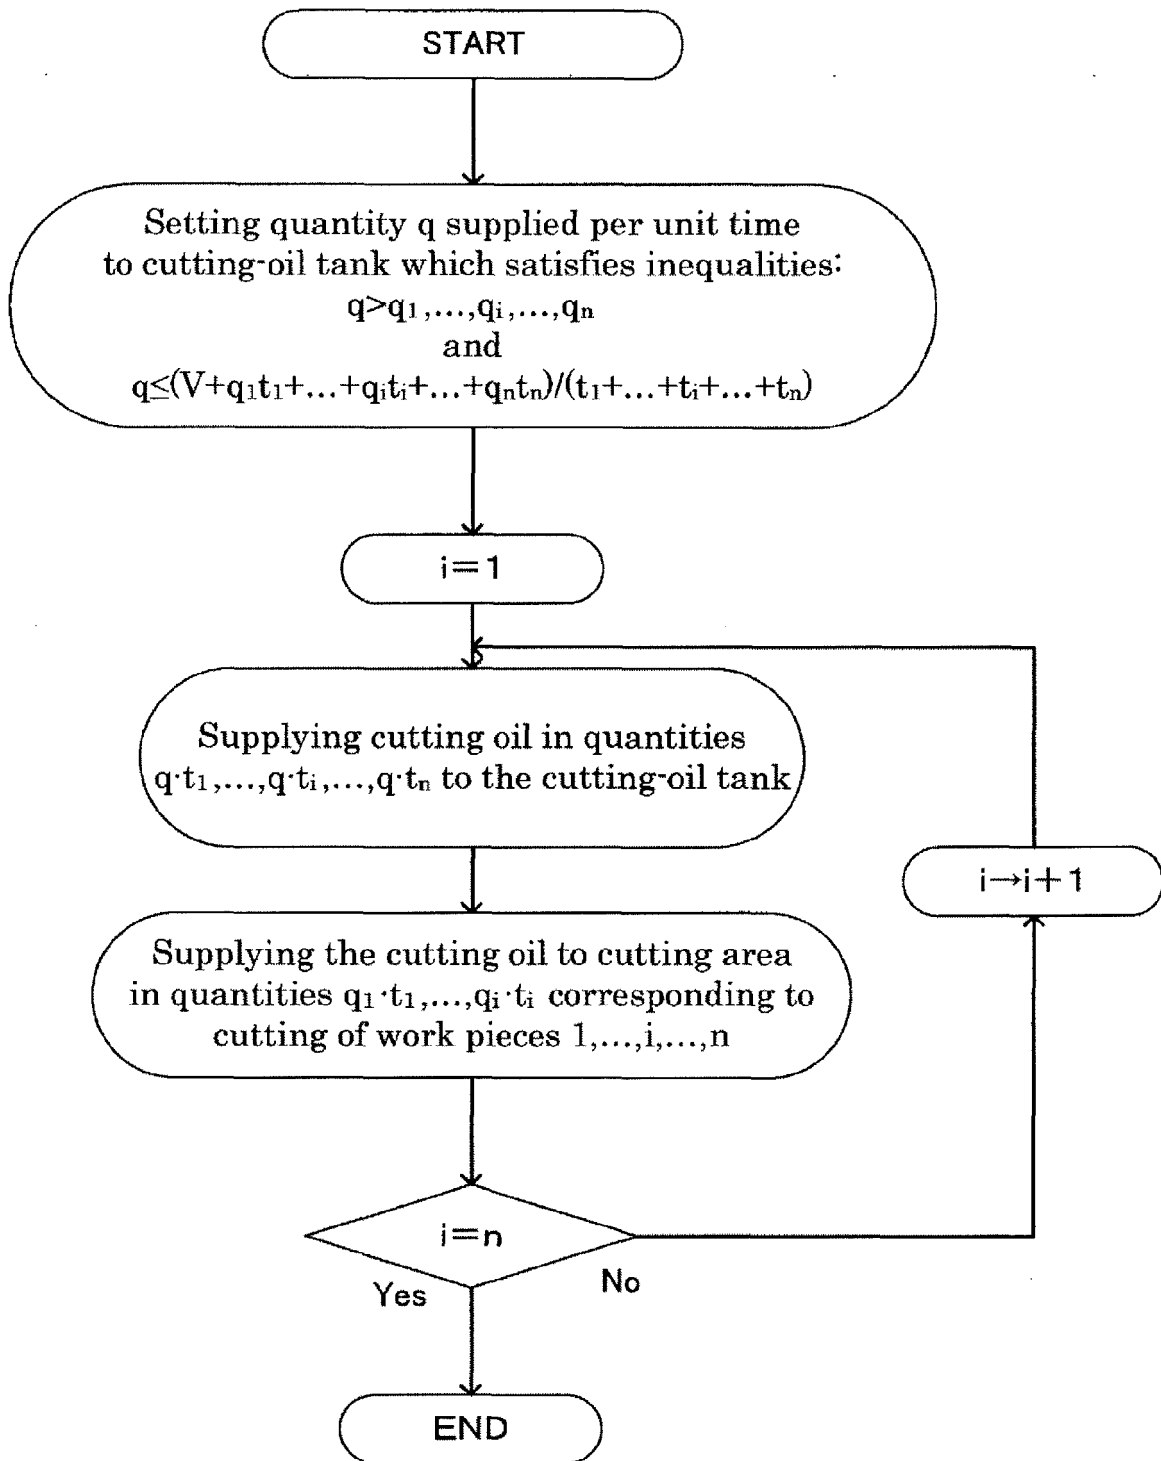 START
Setting quantity q supplied per unit time
to cutting-oil tank which satisfies inequalities:
q>q₁,...,qᵢ,...,qₙ
and
q≤(V+q₁t₁+...+qᵢtᵢ+...+qₙtₙ)/(t₁+...+tᵢ+...+tₙ)
i=1
Supplying cutting oil in quantities
q·t₁,...,q·tᵢ,...,q·tₙ to the cutting-oil tank
i→i+1
Supplying the cutting oil to cutting area
in quantities q₁·t₁,...,qᵢ·tᵢ corresponding to
cutting of work pieces 1,...,i,...,n
i=n
Yes
No
END